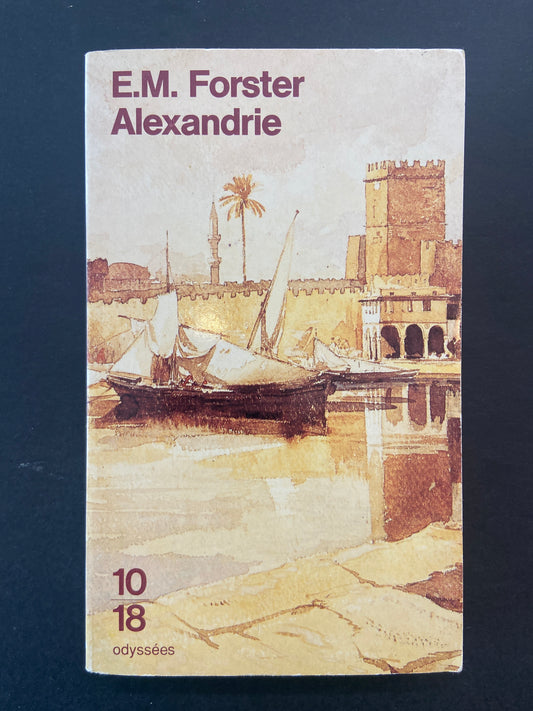 E.M. Forster
Alexandrie
10
18
odyssées